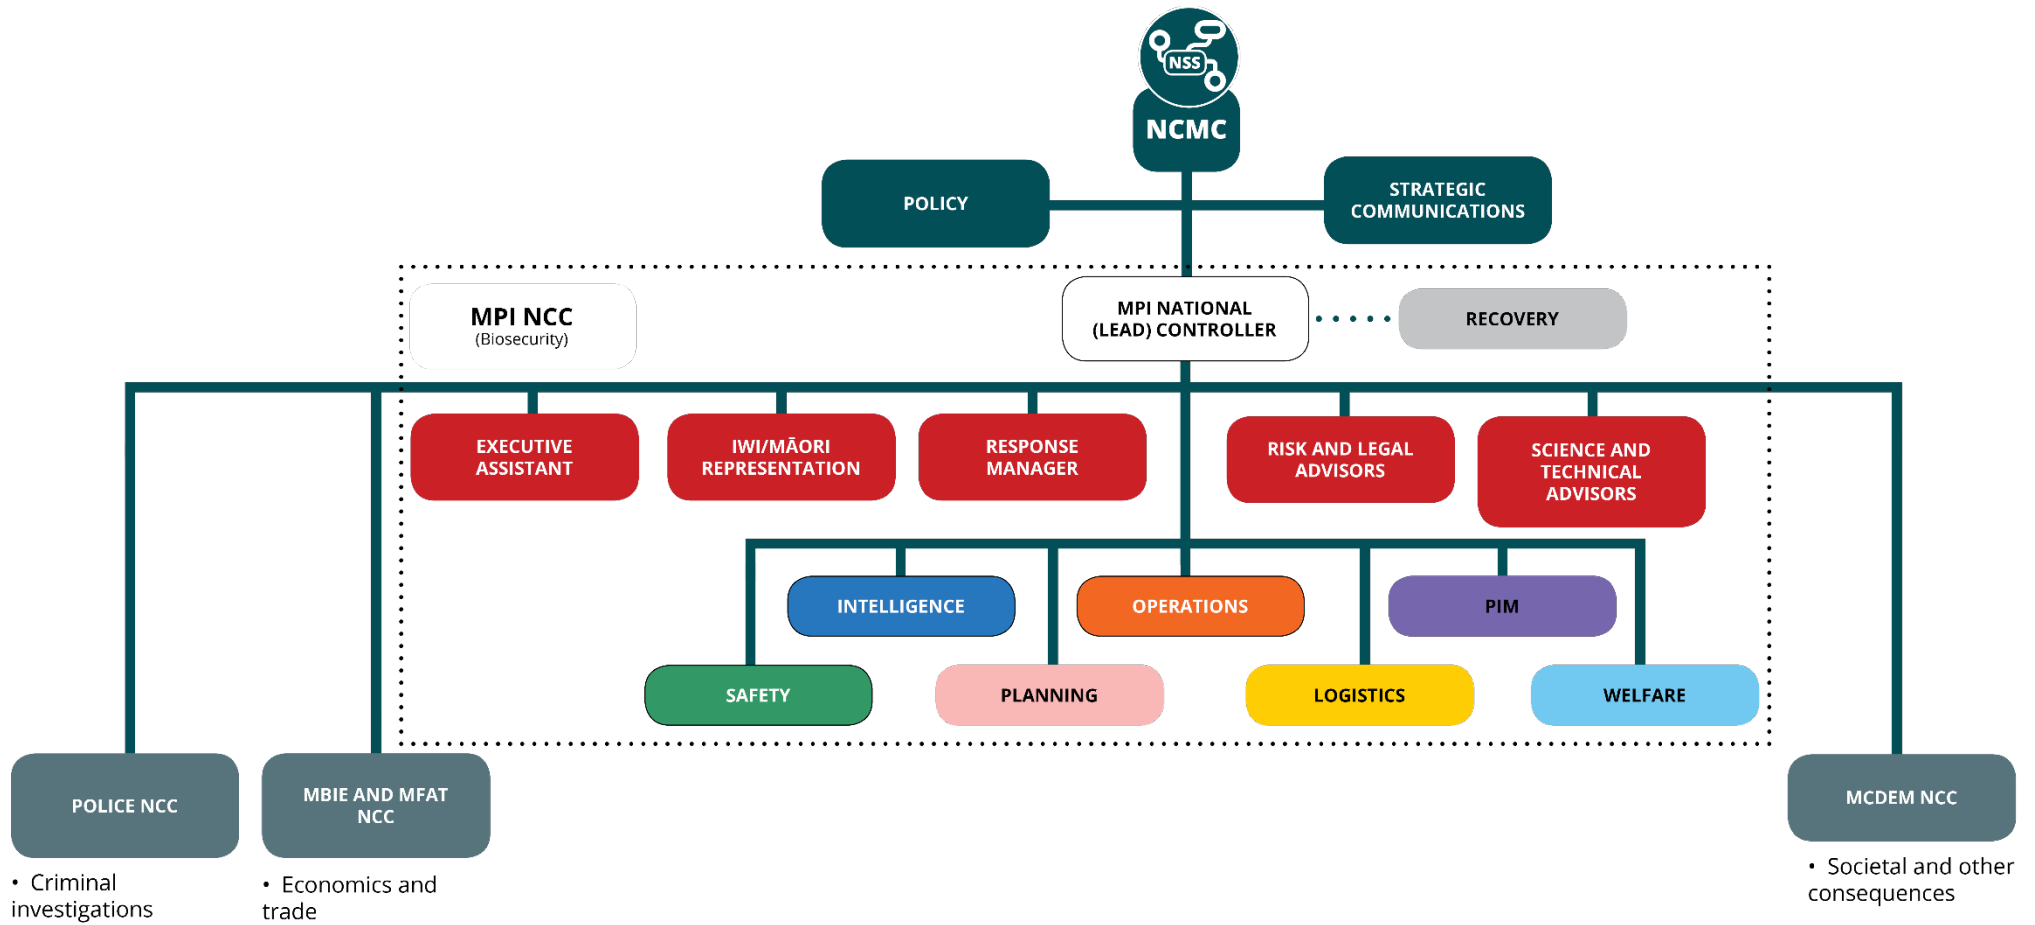 NSS
NCMC
POLICY
STRATEGIC
COMMUNICATIONS
MPI NCC
(Biosecurity)
MPI NATIONAL
(LEAD) CONTROLLER
RECOVERY
EXECUTIVE
ASSISTANT
IWI/MĀORI
REPRESENTATION
RESPONSE
MANAGER
RISK AND LEGAL
ADVISORS
SCIENCE AND
TECHNICAL
ADVISORS
INTELLIGENCE
OPERATIONS
PIM
SAFETY
PLANNING
LOGISTICS
WELFARE
POLICE NCC
MBIE AND MFAT
NCC
MCDEM NCC
• Criminal
investigations
• Economics and
trade
• Societal and other
consequences